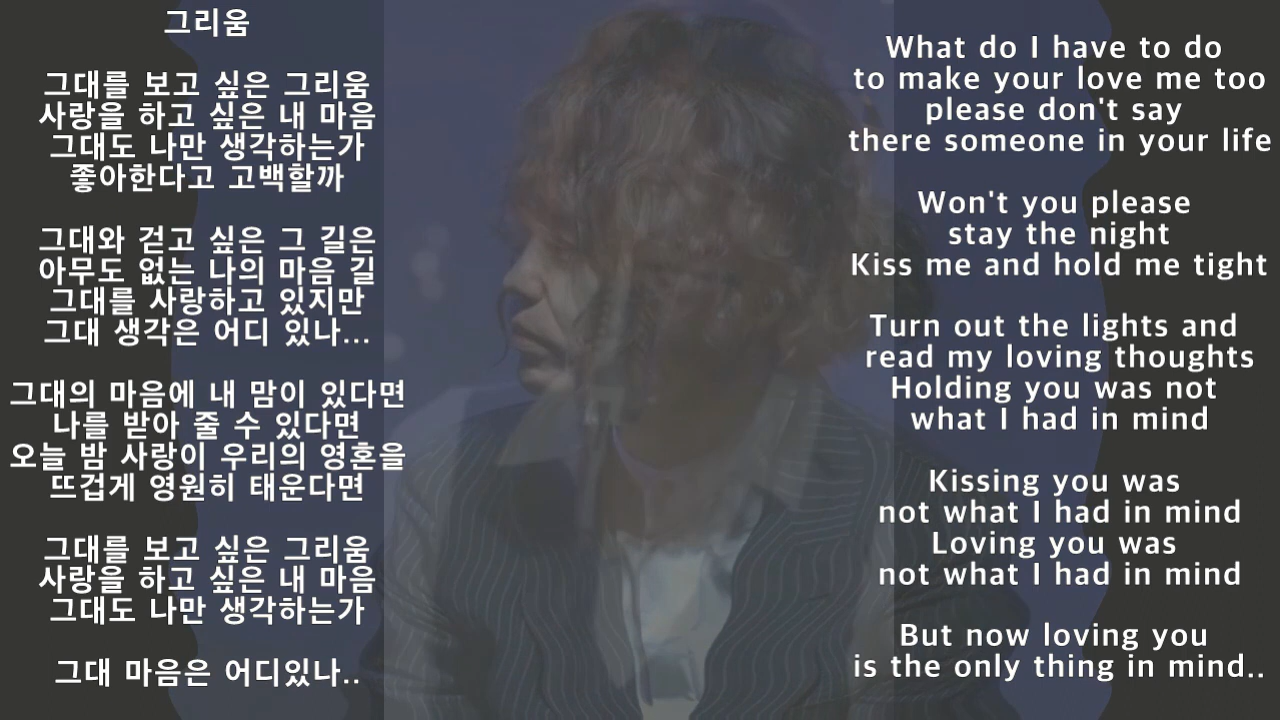 그리움
그대를 보고 싶은 그리움
사랑을 하고 싶은 내 마음
그대도 나만 생각하는가
좋아한다고 고백할까
그대와 걷고 싶은 그 길은
아무도 없는 나의 마음 길
그대를 사랑하고 있지만
그대 생각은 어디 있나...
그대의 마음에 내 맘이 있다면
나를 받아 줄 수 있다면
오늘 밤 사랑이 우리의 영혼을
뜨겁게 영원히 태운다면
그대를 보고 싶은 그리움
사랑을 하고 싶은 내 마음
그대도 나만 생각하는가
그대 마음은 어디있나..
What do I have to do
to make your love me too
please don't say
there someone in your life
Won't you please
stay the night
Kiss me and hold me tight
Turn out the lights and
read my loving thoughts
Holding you was not
what I had in mind
Kissing you was
not what I had in mind
Loving you was
not what I had in mind
But now loving you
is the only thing in mind..